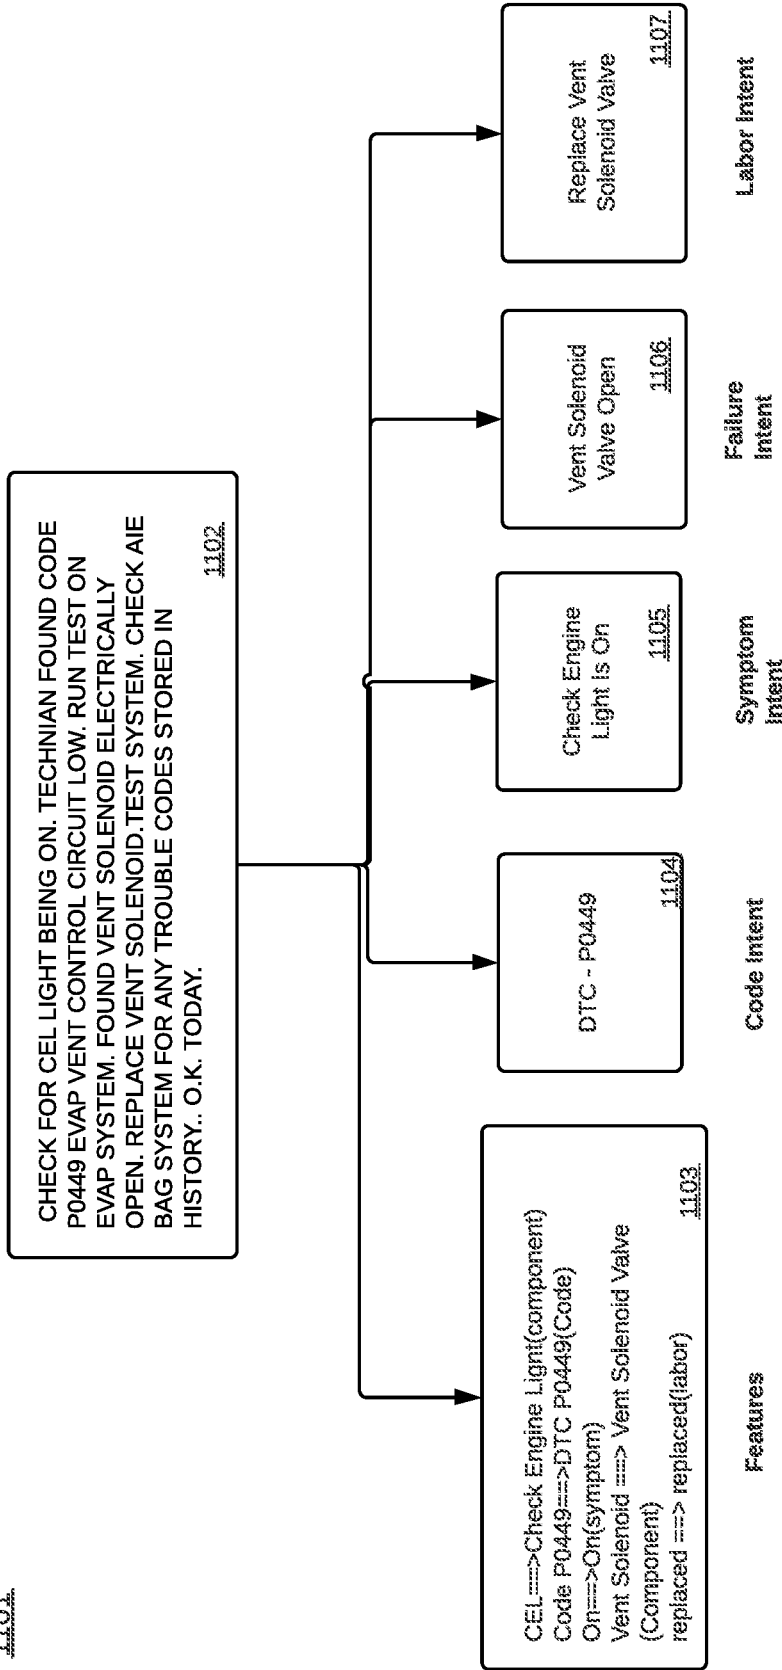 1101
CHECK FOR CEL LIGHT BEING ON. TECHNIAN FOUND CODE
P0449 EVAP VENT CONTROL CIRCUIT LOW. RUN TEST ON
EVAP SYSTEM. FOUND VENT SOLENOID ELECTRICALLY
OPEN. REPLACE VENT SOLENOID.TEST SYSTEM. CHECK AIE
BAG SYSTEM FOR ANY TROUBLE CODES STORED IN
HISTORY.. O.K. TODAY.
1102
CEL==>Check Engine Light(component)
Code P0449==>DTC P0449(Code)
On==>On(symptom)
Vent Solenoid ==> Vent Solenoid Valve
(Component)
replaced ==> replaced(labor)
1103
Features
DTC - P0449
1104
Code Intent
Check Engine
Light Is On
1105
Symptom
Intent
Vent Solenoid
Valve Open
1106
Failure
Intent
Replace Vent
Solenoid Valve
1107
Labor Intent